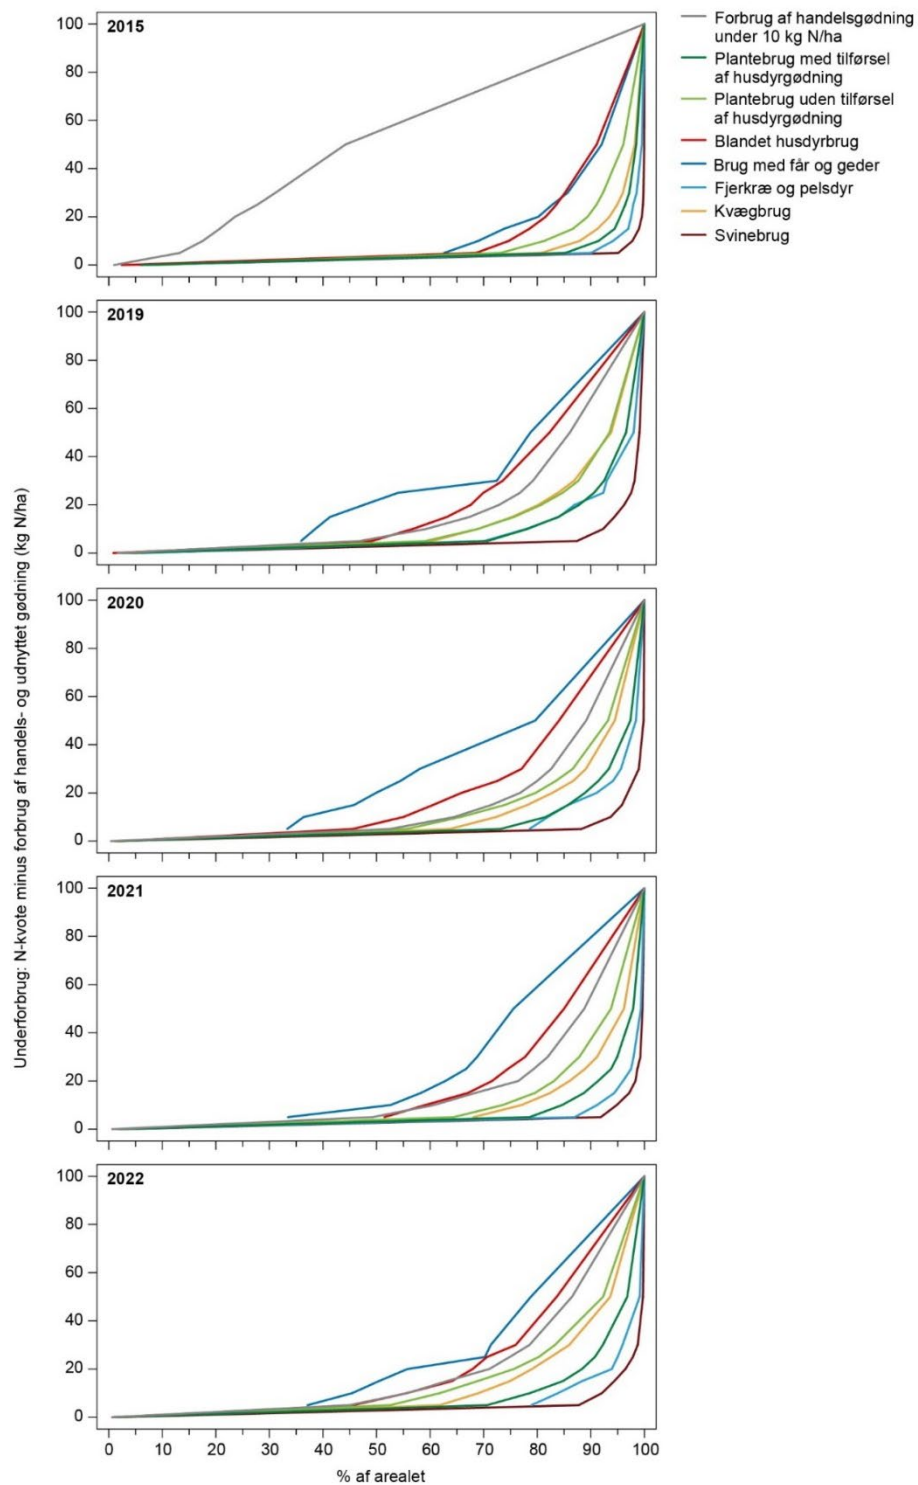 Underforbrug: N-kvote minus forbrug af handels- og udnyttet gødning (kg N/ha)
2015
100
80
60
40
20
0
Forbrug af handelsgødning
under 10 kg N/ha
Plantebrug med tilførsel
af husdyrgødning
Plantebrug uden tilførsel
af husdyrgødning
Blandet husdyrbrug
Brug med får og geder
Fjerkræ og pelsdyr
Kvægbrug
Svinebrug
2019
100
80
60
40
20
0
2020
100
80
60
40
20
0
2021
100
80
60
40
20
0
2022
100
80
60
40
20
0
0 10 20 30 40 50 60 70 80 90 100
% af arealet